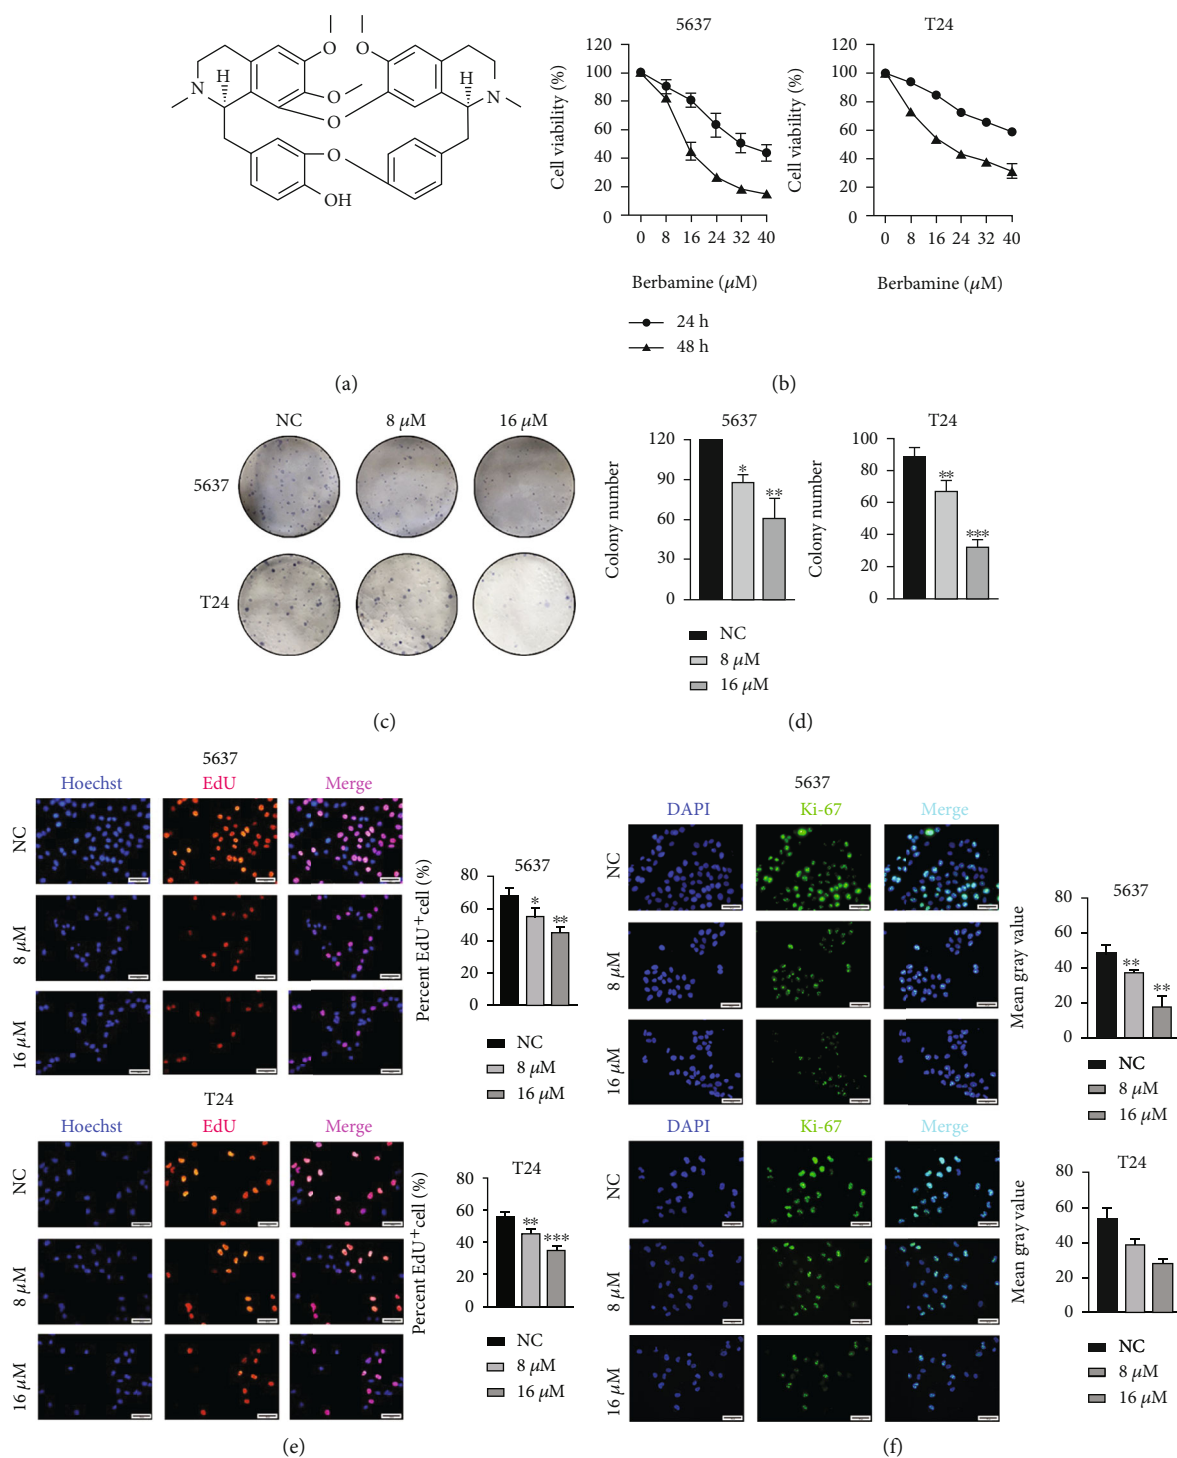 O
O
H
N
O
O
O
H
N
O
OH
(a)
5637
T24
Cell viability (%)
120
100
80
60
40
20
0
0 8 16 24 32 40
Berbamine (µM)
Cell viability (%)
120
100
80
60
40
20
0
0 8 16 24 32 40
Berbamine (µM)
24 h
48 h
(b)
NC 8 µM 16 µM
5637
T24
(c)
5637
Colony number
120
90
60
30
0
*
**
T24
Colony number
100
80
60
40
20
0
**
***
NC
8 µM
16 µM
(d)
5637
Hoechst EdU Merge
NC
8 µM
16 µM
5637
Percent EdU+cell (%)
80
60
40
20
0
*
**
NC
8 µM
16 µM
T24
Hoechst EdU Merge
NC
8 µM
16 µM
T24
Percent EdU+cell (%)
80
60
40
20
0
**
***
NC
8 µM
16 µM
(e)
5637
DAPI Ki-67 Merge
NC
8 µM
16 µM
5637
Mean gray value
80
60
40
20
0
**
**
NC
8 µM
16 µM
DAPI Ki-67 Merge
NC
8 µM
16 µM
T24
Mean gray value
80
60
40
20
0
NC
8 µM
16 µM
(f)